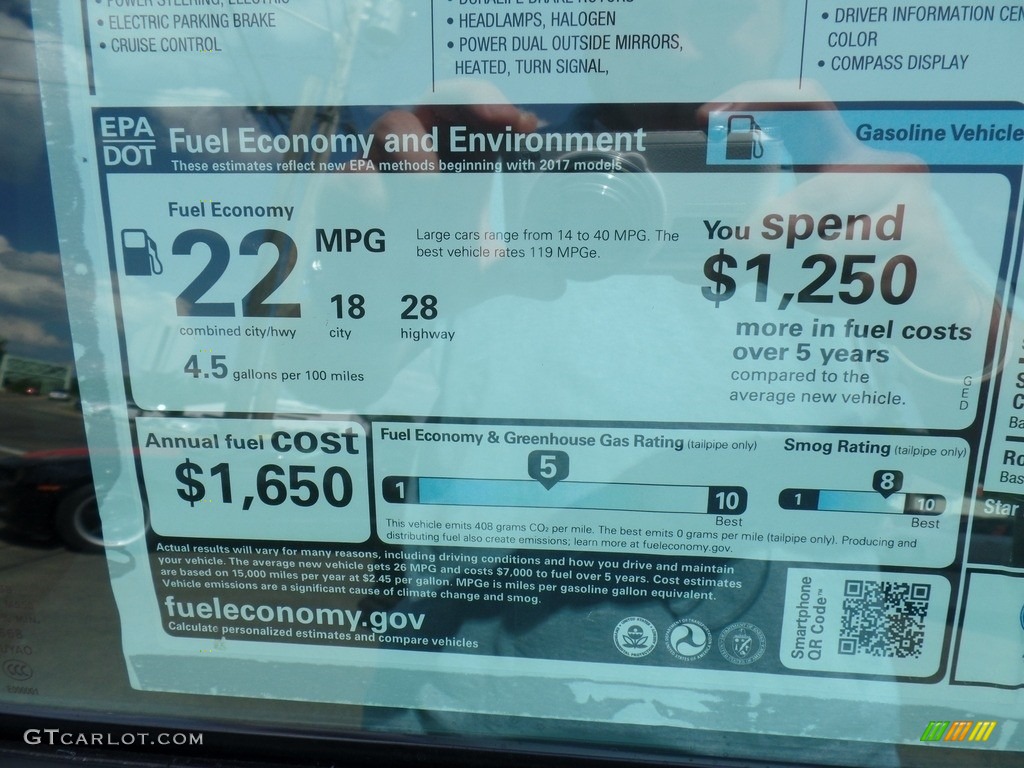 • POWER STEERING, ELECTRIC
• ELECTRIC PARKING BRAKE
• CRUISE CONTROL
DURALIFE BRAKE ROTORS
• HEADLAMPS, HALOGEN
• POWER DUAL OUTSIDE MIRRORS,
HEATED, TURN SIGNAL,
• DRIVER INFORMATION CEN
COLOR
• COMPASS DISPLAY
EPA
DOT
Fuel Economy and Environment
These estimates reflect new EPA methods beginning with 2017 models
Gasoline Vehicle
Fuel Economy
22 MPG
combined city/hwy
18
city
28
highway
4.5 gallons per 100 miles
Large cars range from 14 to 40 MPG. The
best vehicle rates 119 MPGe.
You spend
$1,250
more in fuel costs
over 5 years
compared to the
average new vehicle.
GED
Annual fuel cost
$1,650
Fuel Economy & Greenhouse Gas Rating (tailpipe only)
1 5 10
Best
Smog Rating (tailpipe only)
1 8 10
Best
This vehicle emits 408 grams CO₂ per mile. The best emits 0 grams per mile (tailpipe only). Producing and
distributing fuel also create emissions; learn more at fueleconomy.gov.
Actual results will vary for many reasons, including driving conditions and how you drive and maintain
your vehicle. The average new vehicle gets 26 MPG and costs $7,000 to fuel over 5 years. Cost estimates
are based on 15,000 miles per year at $2.45 per gallon. MPGe is miles per gasoline gallon equivalent.
Vehicle emissions are a significant cause of climate change and smog.
fueleconomy.gov
Calculate personalized estimates and compare vehicles
Smartphone
QR Code™
Star
GTcarlot.com